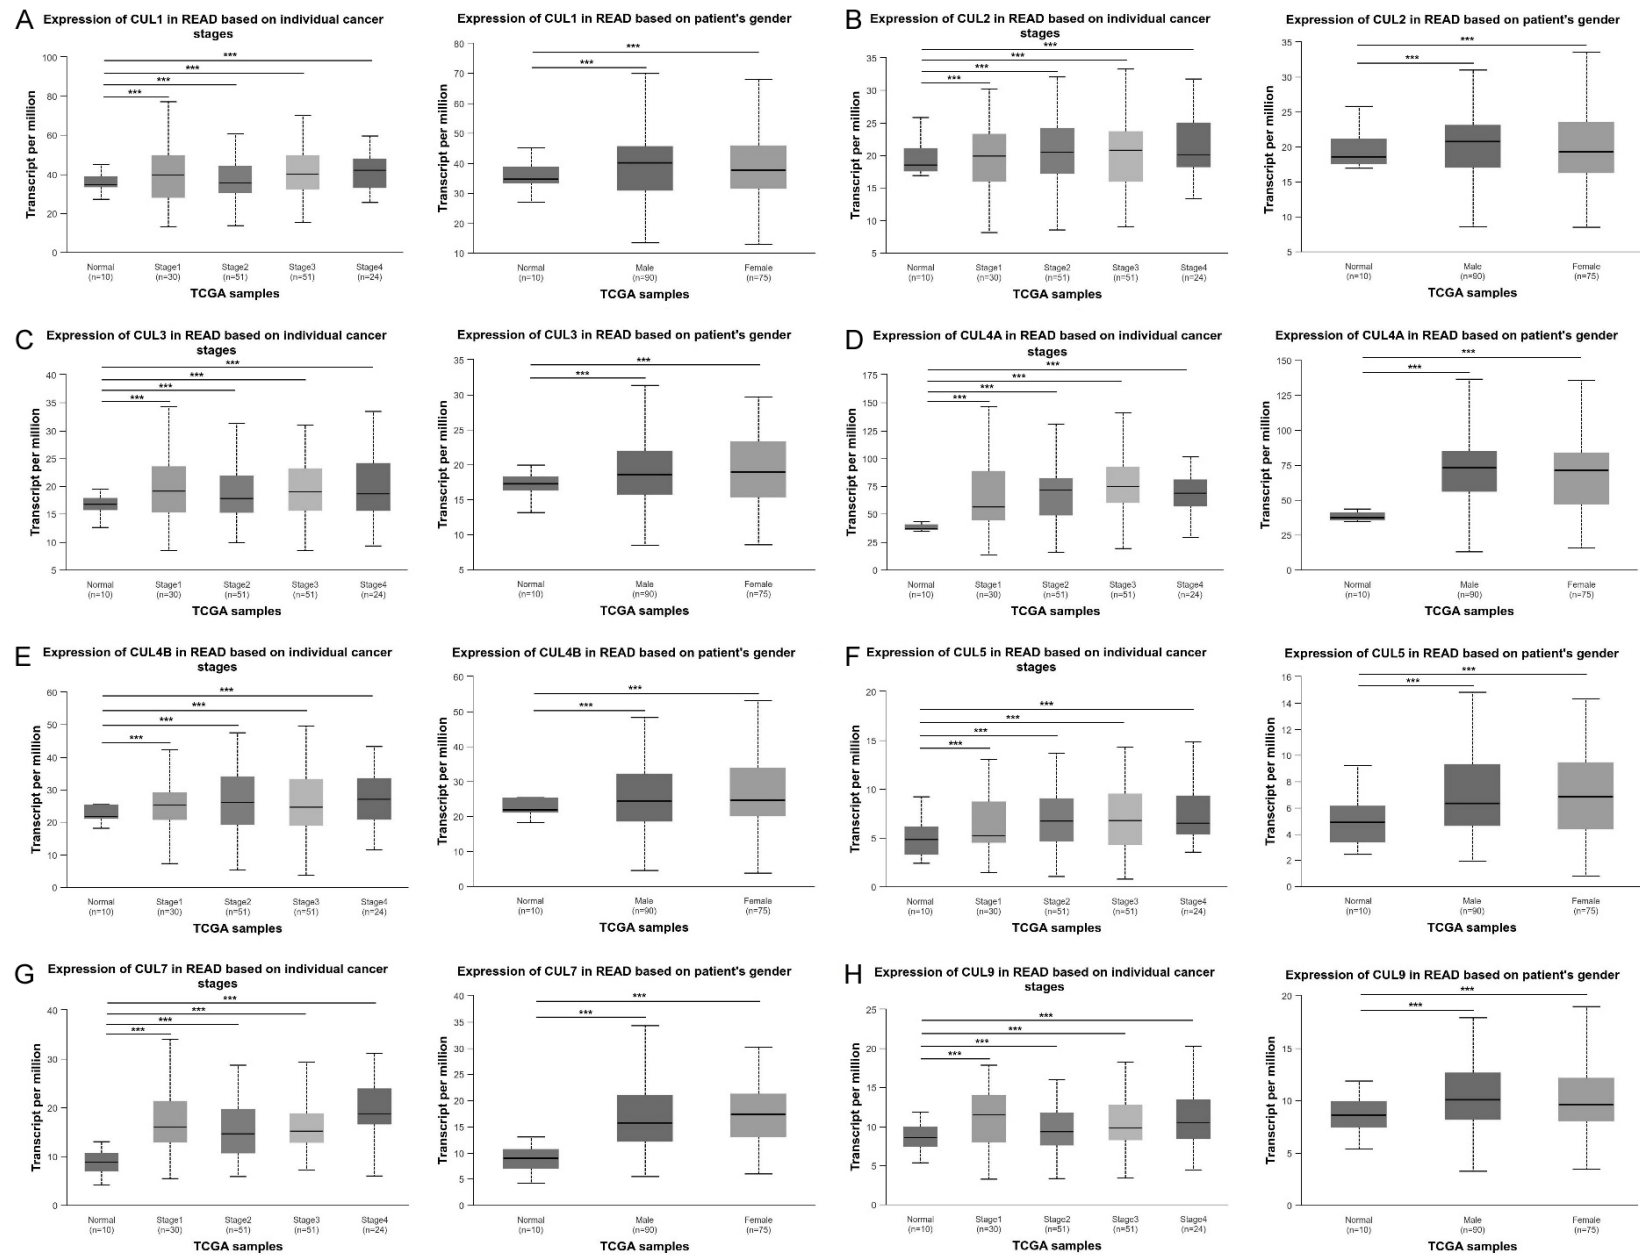 A
Expression of CUL1 in READ based on individual cancer
stages
Transcript per million
100
80
60
40
20
0
***
***
***
***
Normal Stage1 Stage2 Stage3 Stage4
(n=10) (n=30) (n=51) (n=51) (n=24)
TCGA samples
Expression of CUL1 in READ based on patient's gender
Transcript per million
80
70
60
50
40
30
20
10
***
***
Normal Male Female
(n=10) (n=90) (n=75)
TCGA samples
B
Expression of CUL2 in READ based on individual cancer
stages
Transcript per million
35
30
25
20
15
10
5
***
***
***
***
Normal Stage1 Stage2 Stage3 Stage4
(n=10) (n=30) (n=51) (n=51) (n=24)
TCGA samples
Expression of CUL2 in READ based on patient's gender
Transcript per million
35
30
25
20
15
10
5
***
***
Normal Male Female
(n=10) (n=90) (n=75)
TCGA samples
C
Expression of CUL3 in READ based on individual cancer
stages
Transcript per million
40
35
30
25
20
15
10
5
***
***
***
***
Normal Stage1 Stage2 Stage3 Stage4
(n=10) (n=30) (n=51) (n=51) (n=24)
TCGA samples
Expression of CUL3 in READ based on patient's gender
Transcript per million
35
30
25
20
15
10
5
***
***
Normal Male Female
(n=10) (n=90) (n=75)
TCGA samples
D
Expression of CUL4A in READ based on individual cancer
stages
Transcript per million
175
150
125
100
75
50
25
0
***
***
***
***
Normal Stage1 Stage2 Stage3 Stage4
(n=10) (n=30) (n=51) (n=51) (n=24)
TCGA samples
Expression of CUL4A in READ based on patient's gender
Transcript per million
150
125
100
75
50
25
0
***
***
Normal Male Female
(n=10) (n=90) (n=75)
TCGA samples
E
Expression of CUL4B in READ based on individual cancer
stages
Transcript per million
60
50
40
30
20
10
0
***
***
***
***
Normal Stage1 Stage2 Stage3 Stage4
(n=10) (n=30) (n=51) (n=51) (n=24)
TCGA samples
Expression of CUL4B in READ based on patient's gender
Transcript per million
60
50
40
30
20
10
0
***
***
Normal Male Female
(n=10) (n=90) (n=75)
TCGA samples
F
Expression of CUL5 in READ based on individual cancer
stages
Transcript per million
20
15
10
5
0
***
***
***
***
Normal Stage1 Stage2 Stage3 Stage4
(n=10) (n=30) (n=51) (n=51) (n=24)
TCGA samples
Expression of CUL5 in READ based on patient's gender
Transcript per million
16
14
12
10
8
6
4
2
0
***
***
Normal Male Female
(n=10) (n=90) (n=75)
TCGA samples
G
Expression of CUL7 in READ based on individual cancer
stages
Transcript per million
40
30
20
10
0
***
***
***
***
Normal Stage1 Stage2 Stage3 Stage4
(n=10) (n=30) (n=51) (n=51) (n=24)
TCGA samples
Expression of CUL7 in READ based on patient's gender
Transcript per million
40
35
30
25
20
15
10
5
0
***
***
Normal Male Female
(n=10) (n=90) (n=75)
TCGA samples
H
Expression of CUL9 in READ based on individual cancer
stages
Transcript per million
25
20
15
10
5
0
***
***
***
***
Normal Stage1 Stage2 Stage3 Stage4
(n=10) (n=30) (n=51) (n=51) (n=24)
TCGA samples
Expression of CUL9 in READ based on patient's gender
Transcript per million
20
15
10
5
0
***
***
Normal Male Female
(n=10) (n=90) (n=75)
TCGA samples